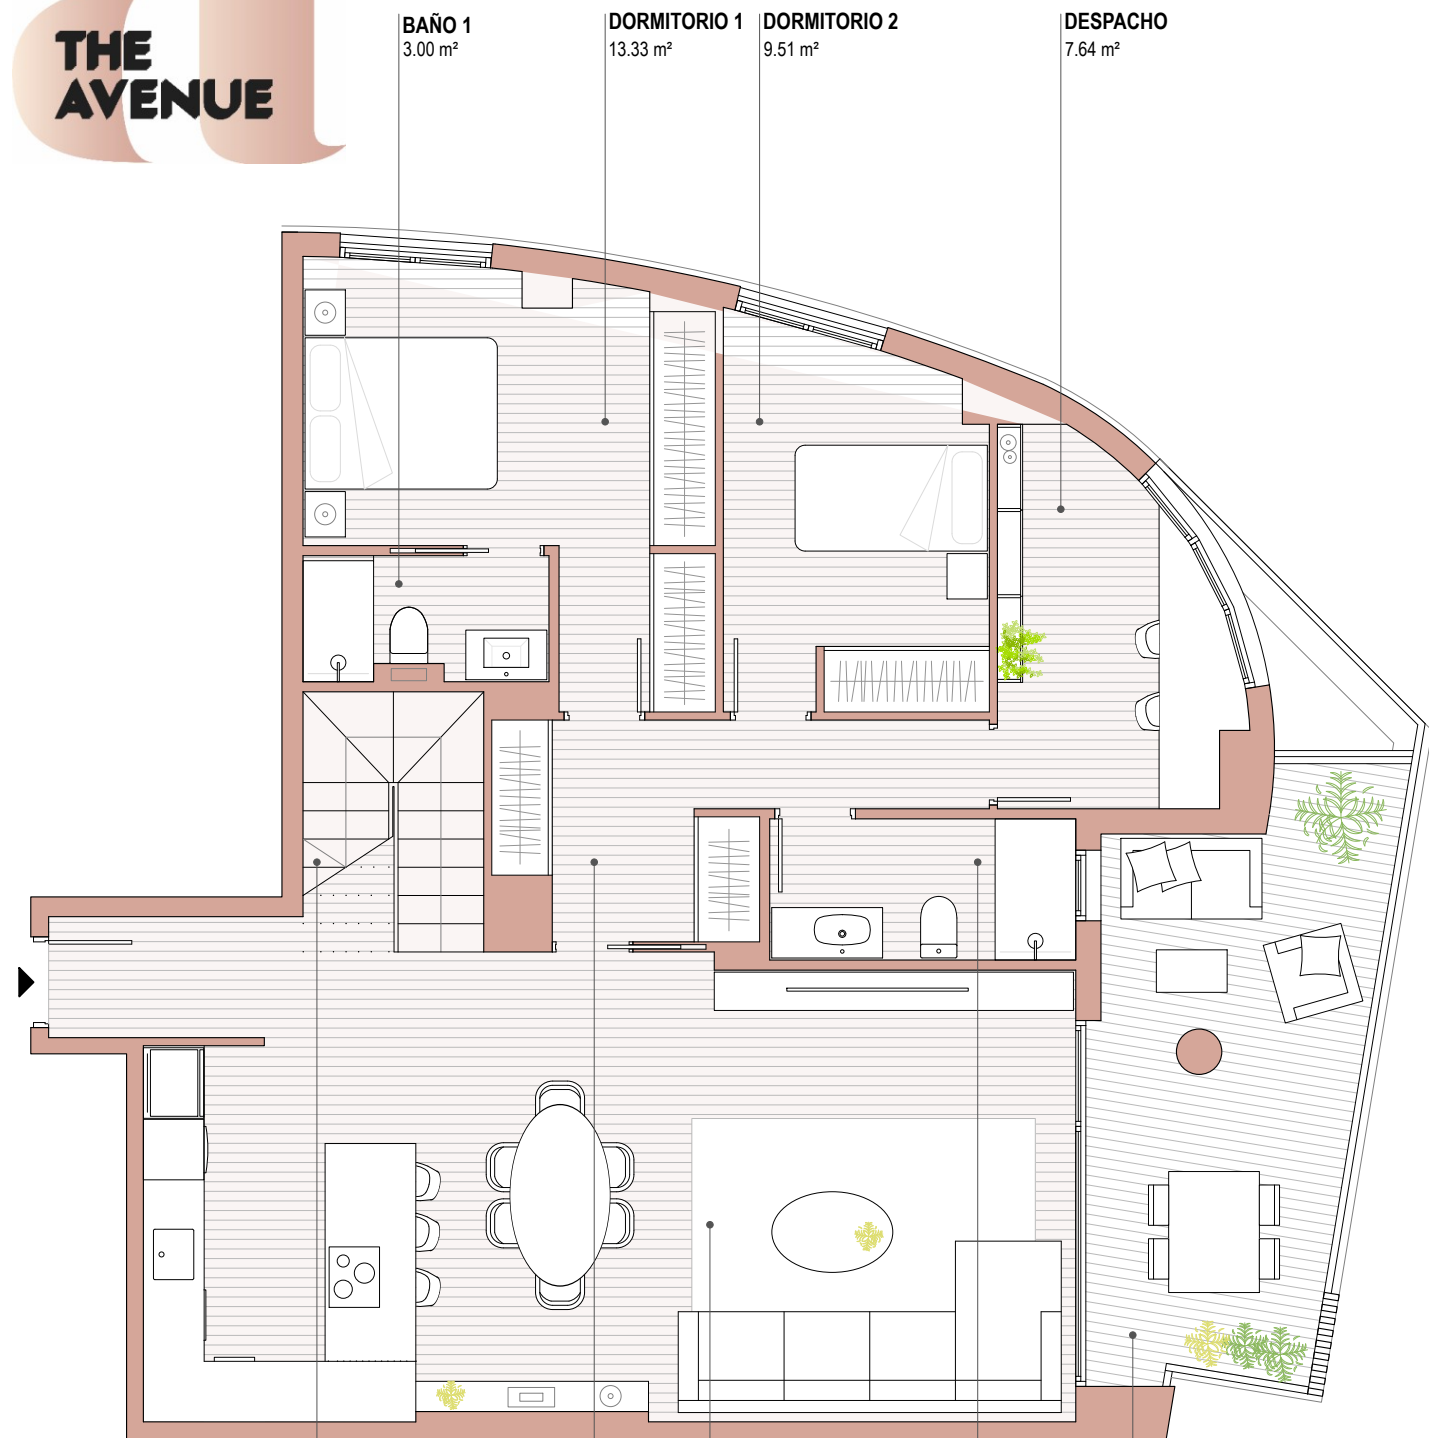 THE
AVENUE
BAÑO 1
3.00 m²
DORMITORIO 1
13.33 m²
DORMITORIO 2
9.51 m²
DESPACHO
7.64 m²